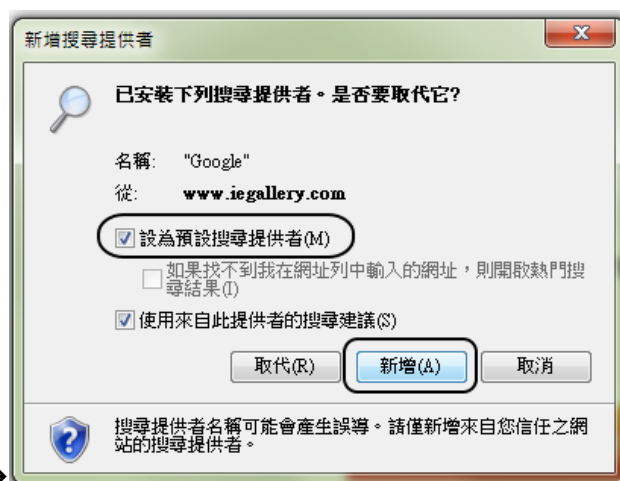 新增搜尋提供者
已安裝下列搜尋提供者。是否要取代它?
名稱: "Google"
從: www.iegallery.com
設為預設搜尋提供者(M)
如果找不到我在網址列中輸入的網址，則開啟熱門搜
尋結果(I)
使用來自此提供者的搜尋建議(S)
取代(R) 新增(A) 取消
搜尋提供者名稱可能會產生誤導。請僅新增來自您信任之網
站的搜尋提供者。